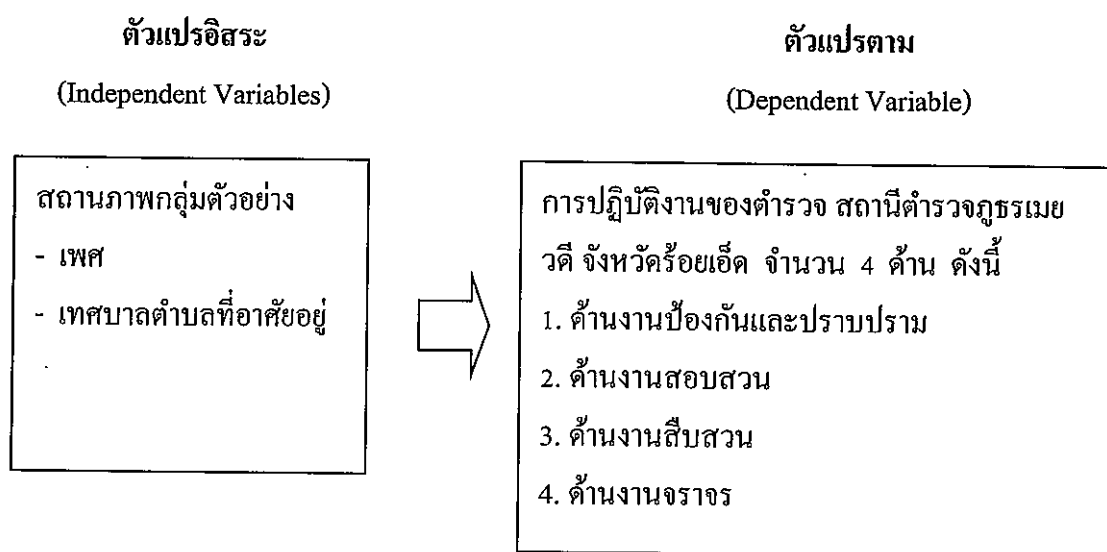 ตัวแปรอิสระ
(Independent Variables)
สถานภาพกลุ่มตัวอย่าง
- เพศ
- เทศบาลตำบลที่อาศัยอยู่
ตัวแปรตาม
(Dependent Variable)
การปฏิบัติงานของตำรวจ สถานีตำรวจภูธรเมย
วดี จังหวัดร้อยเอ็ด จำนวน 4 ด้าน ดังนี้
1. ด้านงานป้องกันและปราบปราม
2. ด้านงานสอบสวน
3. ด้านงานสืบสวน
4. ด้านงานจราจร